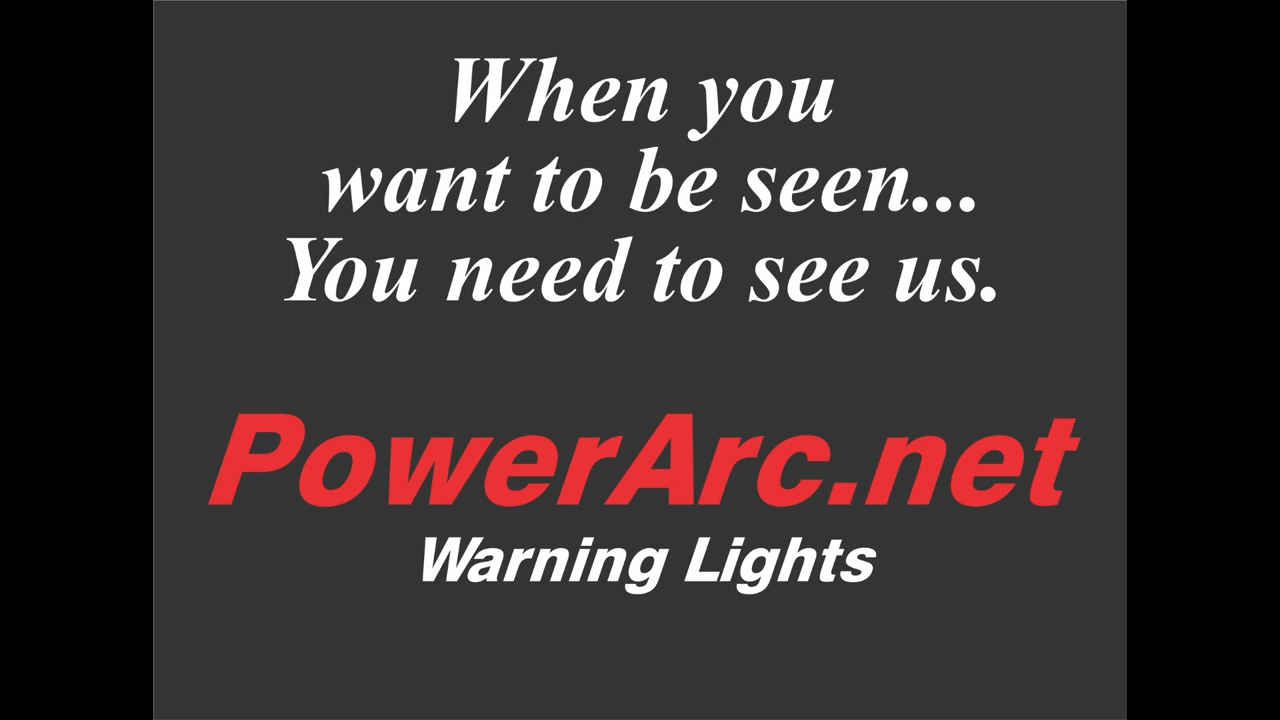 When you
want to be seen...
You need to see us.
PowerArc.net
Warning Lights